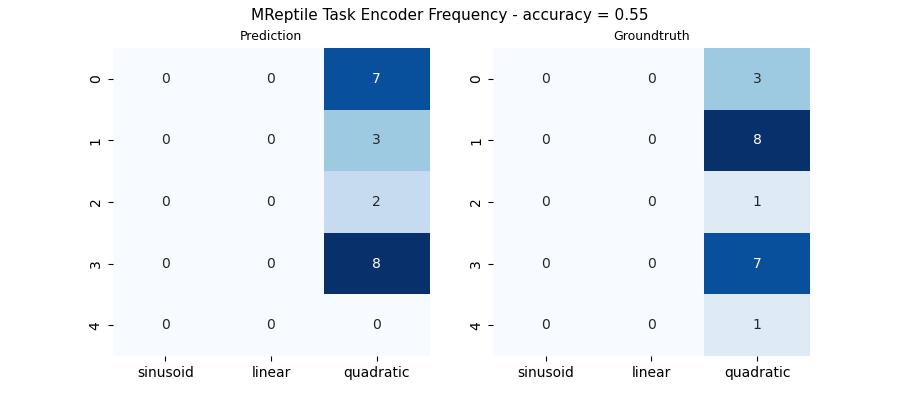 MReptile Task Encoder Frequency - accuracy = 0.55
Prediction Groundtruth
0 0 0 7 0 0 0 3
1 0 0 3 1 0 0 8
2 0 0 2 2 0 0 1
3 0 0 8 3 0 0 7
4 0 0 0 4 0 0 1
sinusoid linear quadratic sinusoid linear quadratic